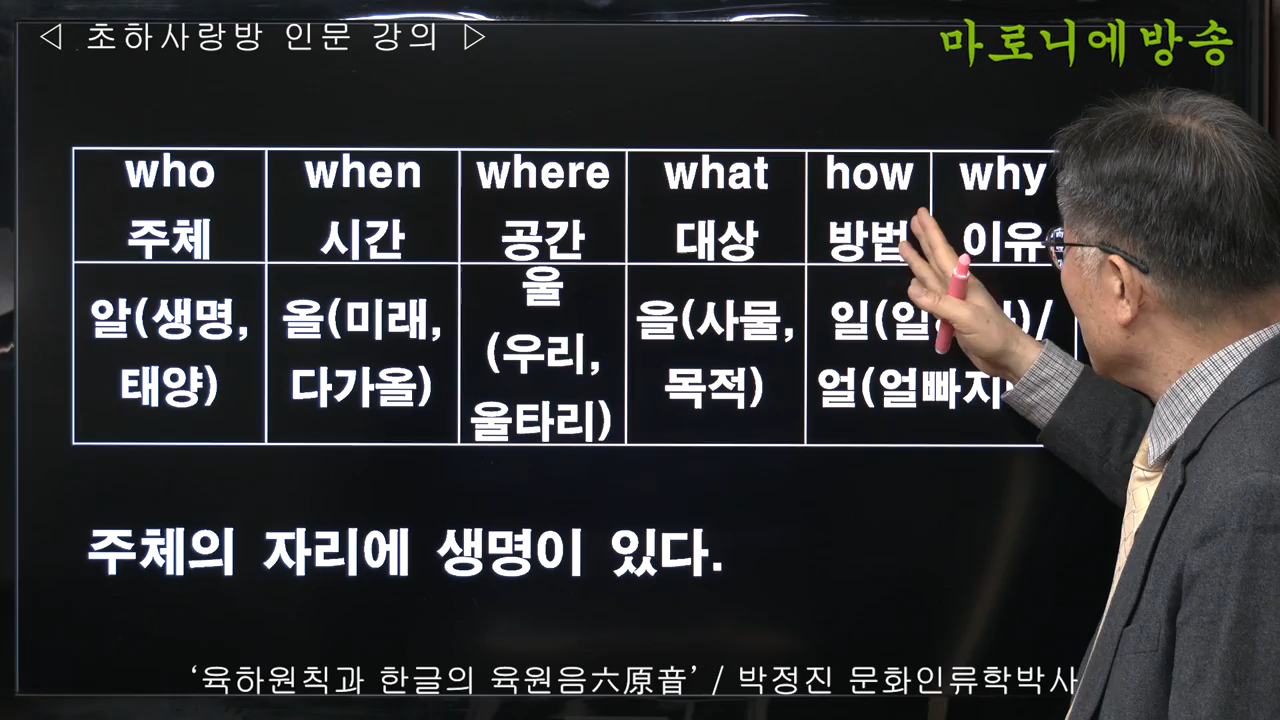 ◁ 초하사랑방 인문 강의 ▷
마로니에방송
who when where what how why
주체 시간 공간 대상 방법 이유
알(생명, 태양)
올(미래, 다가올)
울(우리, 울타리)
을(사물, 목적)
일(일 )/
얼(얼빠지
주체의 자리에 생명이 있다.
‘육하원칙과 한글의 육원음六原音’ / 박정진 문화인류학박사